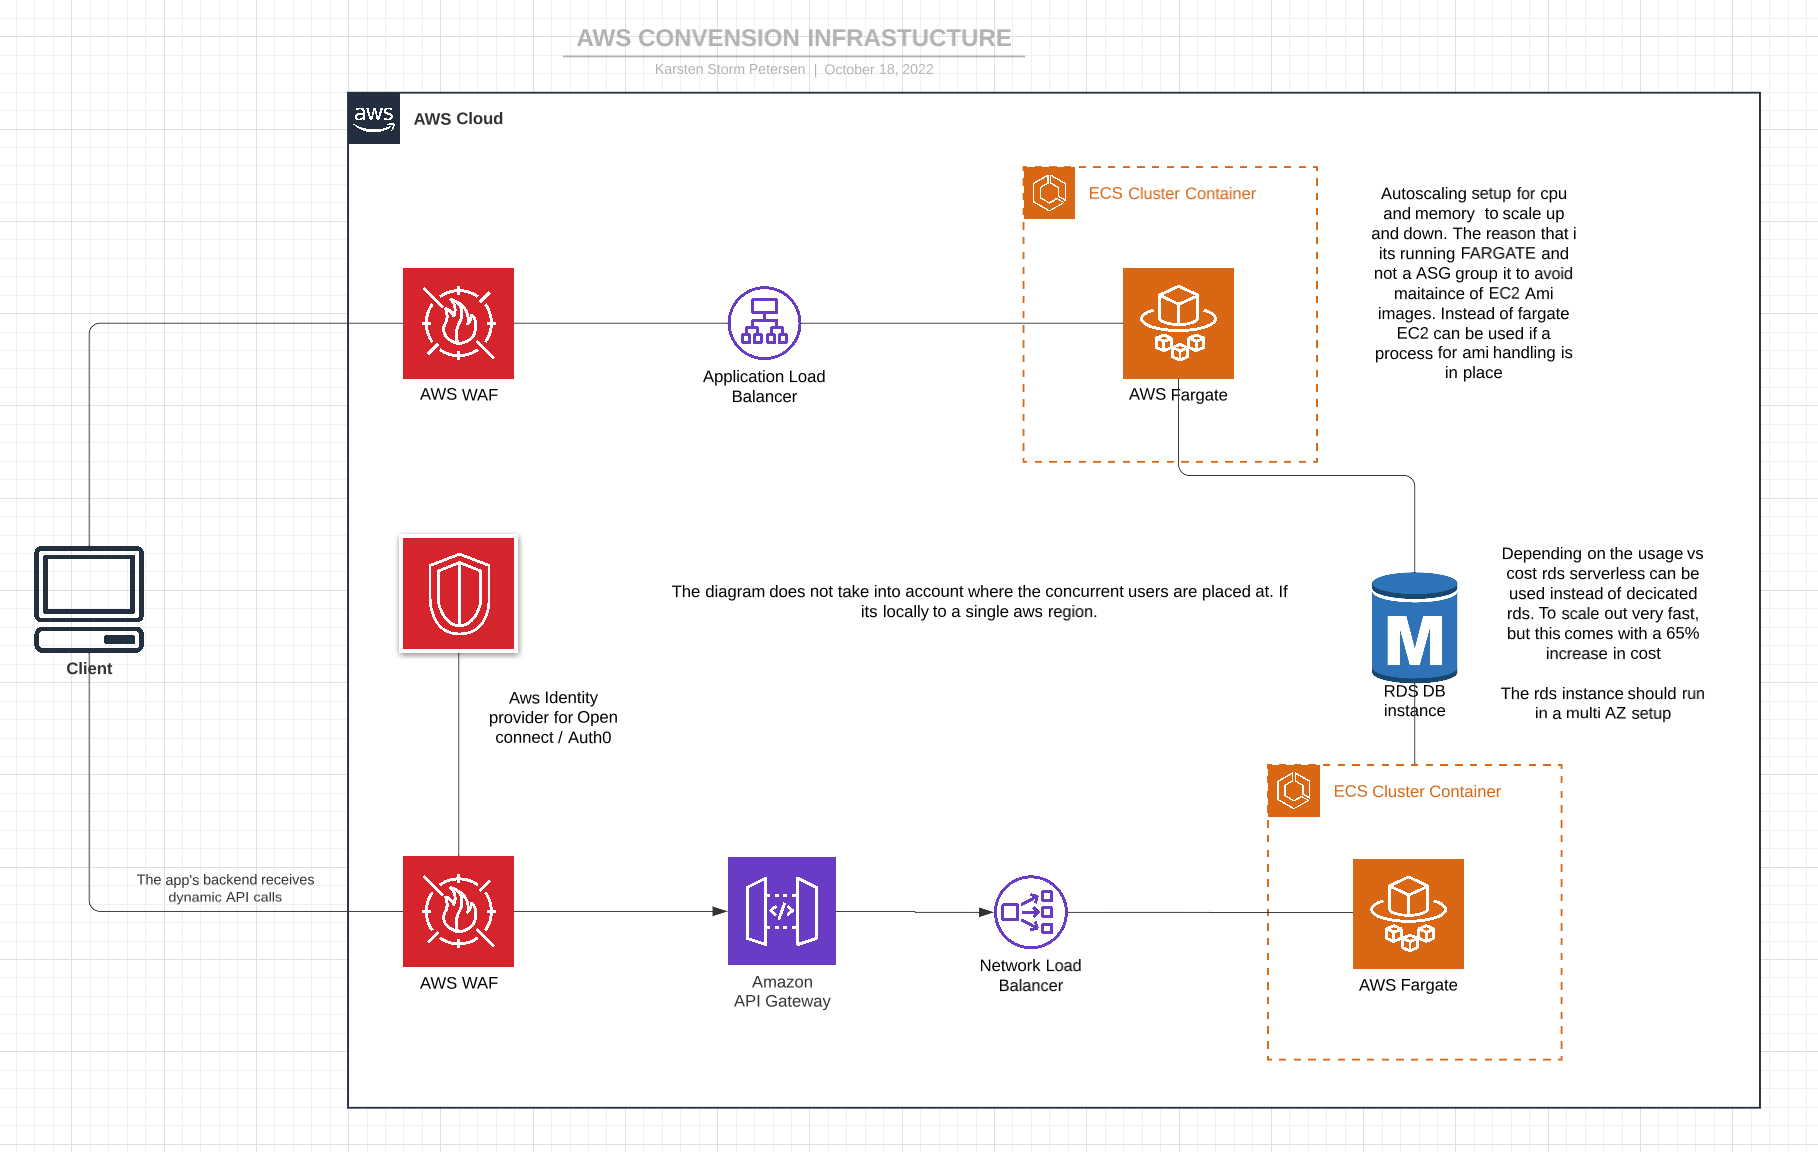 AWS CONVENSION INFRASTUCTURE
Karsten Storm Petersen | October 18, 2022
aws
AWS Cloud
ECS Cluster Container
Autoscaling setup for cpu
and memory to scale up
and down. The reason that i
its running FARGATE and
not a ASG group it to avoid
maitaince of EC2 Ami
images. Instead of fargate
EC2 can be used if a
process for ami handling is
in place
AWS WAF
Application Load
Balancer
AWS Fargate
Client
The diagram does not take into account where the concurrent users are placed at. If
its locally to a single aws region.
M
RDS DB
instance
Depending on the usage vs
cost rds serverless can be
used instead of decicated
rds. To scale out very fast,
but this comes with a 65%
increase in cost
The rds instance should run
in a multi AZ setup
Aws Identity
provider for Open
connect / Auth0
ECS Cluster Container
The app's backend receives
dynamic API calls
AWS WAF
</>
Amazon
API Gateway
Network Load
Balancer
AWS Fargate